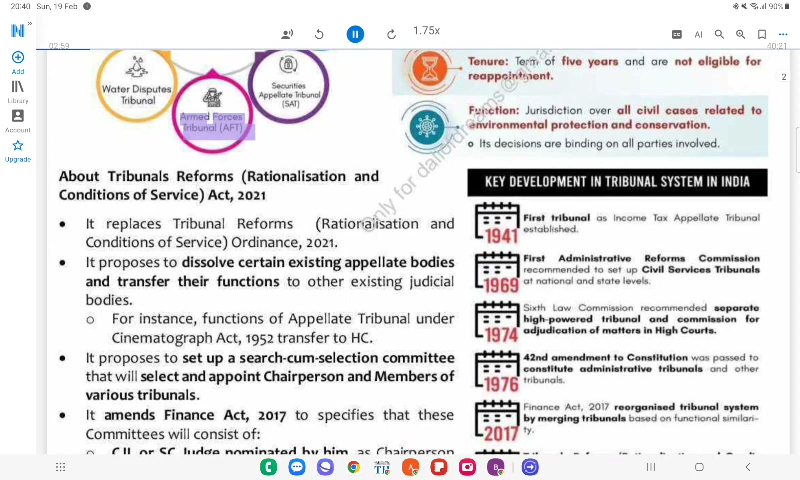 20:40 Sun, 19 Feb
90%
N
»
1.75x
AI
02:59
40:21
Add
Library
Account
Upgrade
2
Water Disputes
Tribunal
Armed Forces
Tribunal (AFT)
Securities
Appellate Tribunal
(SAT)
Tenure: Term of five years and are not eligible for
reappointment.
Function: Jurisdiction over all civil cases related to
environmental protection and conservation.
o Its decisions are binding on all parties involved.
About Tribunals Reforms (Rationalisation and
Conditions of Service) Act, 2021
• It replaces Tribunal Reforms (Rationalisation and
Conditions of Service) Ordinance, 2021.
• It proposes to dissolve certain existing appellate bodies
and transfer their functions to other existing judicial
bodies.
o For instance, functions of Appellate Tribunal under
Cinematograph Act, 1952 transfer to HC.
• It proposes to set up a search-cum-selection committee
that will select and appoint Chairperson and Members of
various tribunals.
• It amends Finance Act, 2017 to specifies that these
Committees will consist of:
o CJI, or SC Judge nominated by him, as Chairperson
KEY DEVELOPMENT IN TRIBUNAL SYSTEM IN INDIA
1941
First tribunal as Income Tax Appellate Tribunal
established.
1969
First Administrative Reforms Commission
recommended to set up Civil Services Tribunals
at national and state levels.
1974
Sixth Law Commission recommended separate
high-powered tribunal and commission for
adjudication of matters in High Courts.
1976
42nd amendment to Constitution was passed to
constitute administrative tribunals and other
tribunals.
2017
Finance Act, 2017 reorganised tribunal system
by merging tribunals based on functional similari-
ty.